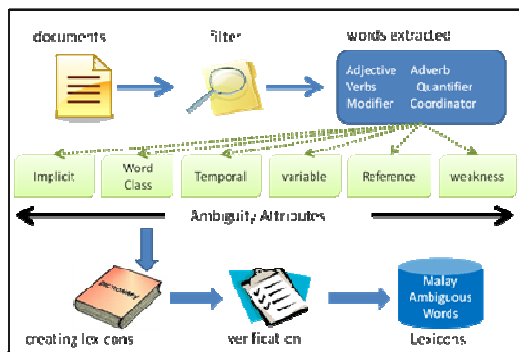 documents
filter
words extracted
Adjective Adverb
Verbs Quantifier
Modifier Coordinator
Implicit
Word
Class
Temporal
variable
Reference
weakness
Ambiguity Attributes
DICTIONARY
Malay
Ambiguous
Words
creating lexicons
verification
Lexicons